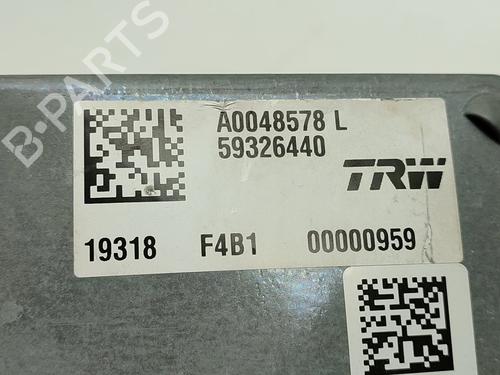 B-PARTS
A0048578 L
59326440
TRW
19318 F4B1 00000959